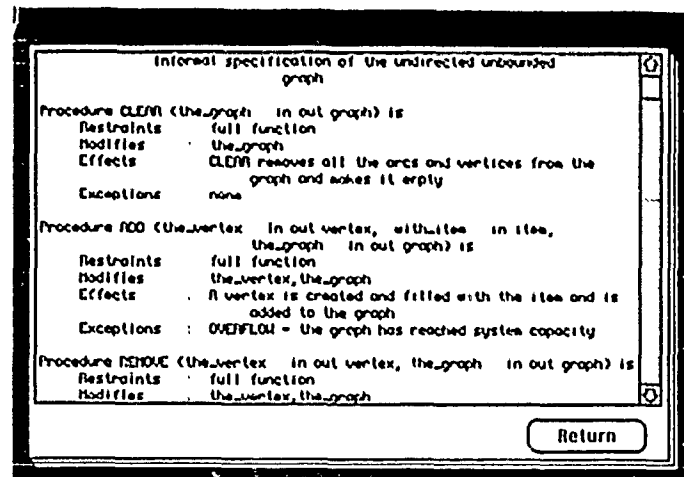 Informal specification of the undirected unbounded
graph
Procedure CLEAR (the_graph in out graph) is
Restraints full function
Modifies : the_graph
Effects CLEAR removes all the arcs and vertices from the
graph and makes it empty
Exceptions none
Procedure ADD (the_vertex in out vertex, with_item in item,
the_graph in out graph) is
Restraints full function
Modifies the_vertex,the_graph
Effects : A vertex is created and filled with the item and is
added to the graph
Exceptions : OVERFLOW - the graph has reached system capacity
Procedure REMOVE (the_vertex in out vertex, the_graph in out graph) is
Restraints : full function
Modifies : the_vertex,the_graph
Return